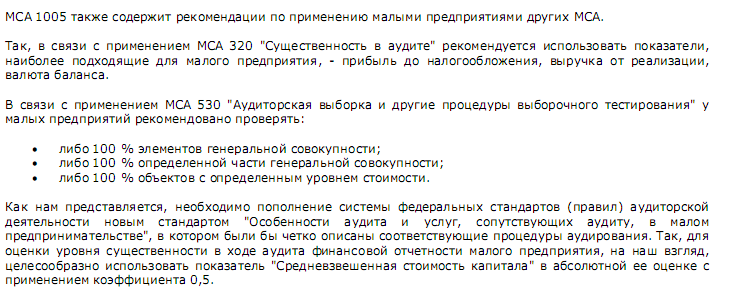 МСА 1005 также содержит рекомендации по применению малыми предприятиями других МСА.
Так, в связи с применением МСА 320 "Существенность в аудите" рекомендуется использовать показатели,
наиболее подходящие для малого предприятия, - прибыль до налогообложения, выручка от реализации,
валюта баланса.
В связи с применением МСА 530 "Аудиторская выборка и другие процедуры выборочного тестирования" у
малых предприятий рекомендовано проверять:
• либо 100 % элементов генеральной совокупности;
• либо 100 % определенной части генеральной совокупности;
• либо 100 % объектов с определенным уровнем стоимости.
Как нам представляется, необходимо пополнение системы федеральных стандартов (правил) аудиторской
деятельности новым стандартом "Особенности аудита и услуг, сопутствующих аудиту, в малом
предпринимательстве", в котором были бы четко описаны соответствующие процедуры аудирования. Так, для
оценки уровня существенности в ходе аудита финансовой отчетности малого предприятия, на наш взгляд,
целесообразно использовать показатель "Средневзвешенная стоимость капитала" в абсолютной ее оценке с
применением коэффициента 0,5.